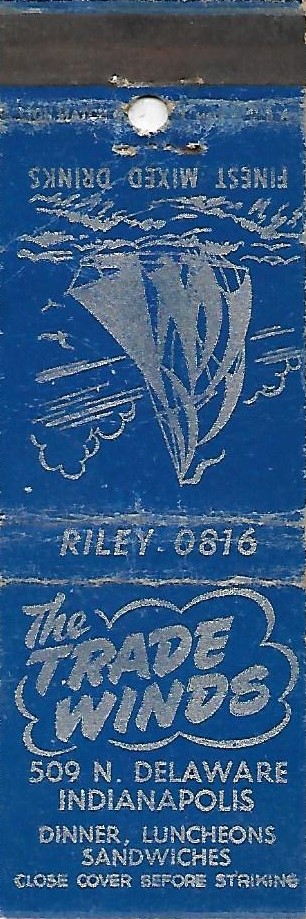 FINEST MIXED DRINKS
RILEY-0816
The
TRADE
WINDS
509 N. DELAWARE
INDIANAPOLIS
DINNER, LUNCHEONS
SANDWICHES
CLOSE COVER BEFORE STRIKING